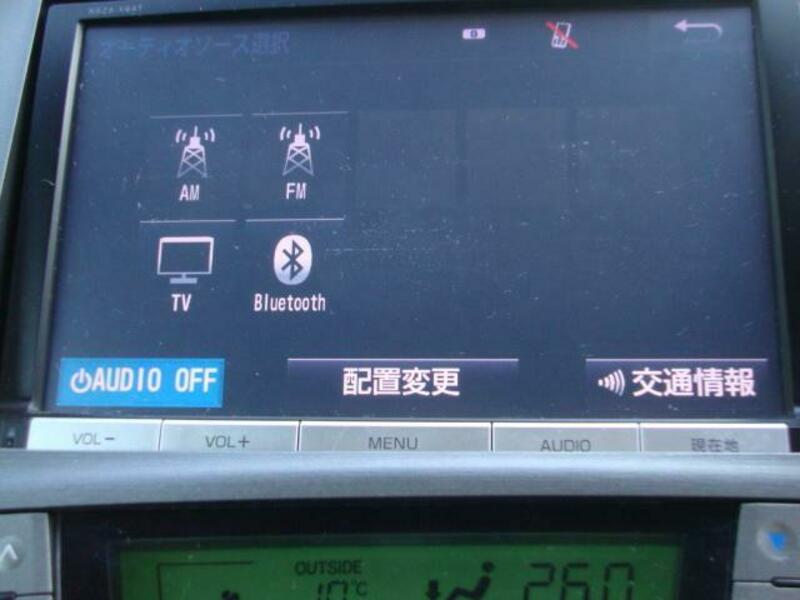 オーディオソース選択
AM FM
TV Bluetooth
AUDIO OFF 配置変更 交通情報
VOL− VOL+ MENU AUDIO 現在地
OUTSIDE
10℃ 26.0